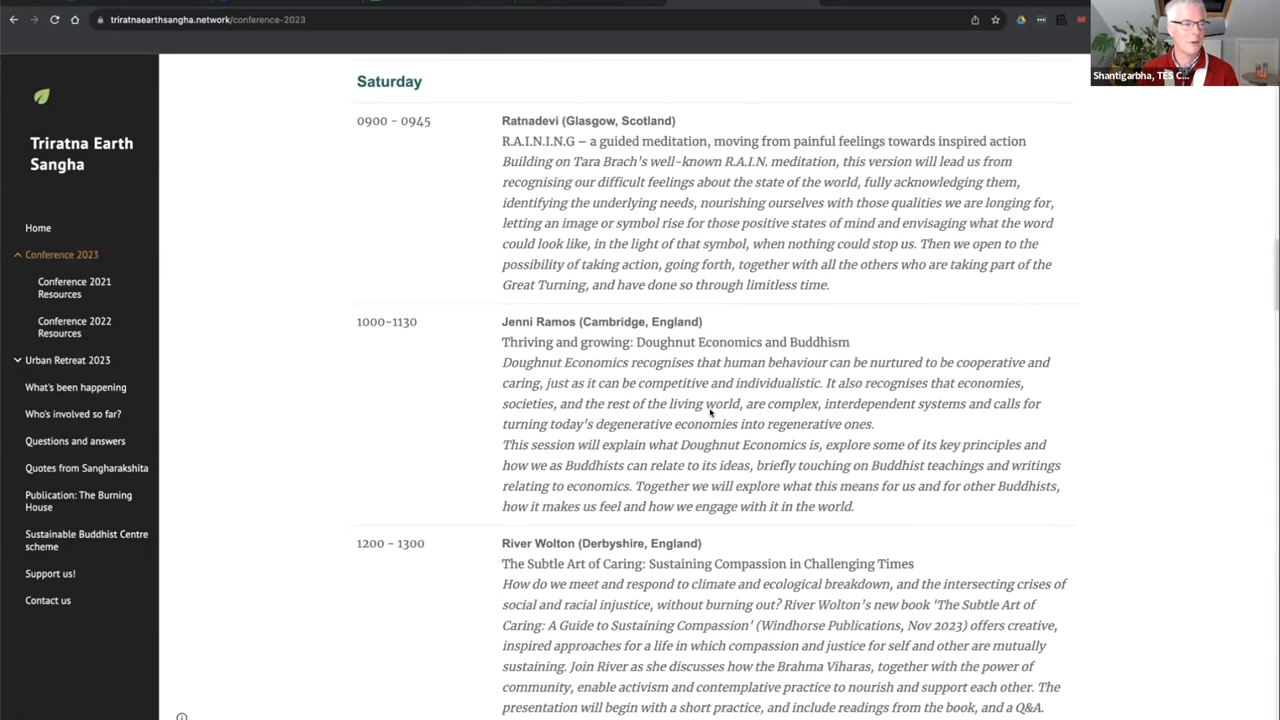 triratnaearthsangha.network/conference-2023
Shantigarbha, TES C...
Triratna Earth
Sangha
Home
Conference 2023
Conference 2021
Resources
Conference 2022
Resources
Urban Retreat 2023
What's been happening
Who's involved so far?
Questions and answers
Quotes from Sangharakshita
Publication: The Burning
House
Sustainable Buddhist Centre
scheme
Support us!
Contact us
Saturday
0900 - 0945
Ratnadevi (Glasgow, Scotland)
R.A.I.N.I.N.G – a guided meditation, moving from painful feelings towards inspired action
Building on Tara Brach's well-known R.A.I.N. meditation, this version will lead us from
recognising our difficult feelings about the state of the world, fully acknowledging them,
identifying the underlying needs, nourishing ourselves with those qualities we are longing for,
letting an image or symbol rise for those positive states of mind and envisaging what the word
could look like, in the light of that symbol, when nothing could stop us. Then we open to the
possibility of taking action, going forth, together with all the others who are taking part of the
Great Turning, and have done so through limitless time.
1000-1130
Jenni Ramos (Cambridge, England)
Thriving and growing: Doughnut Economics and Buddhism
Doughnut Economics recognises that human behaviour can be nurtured to be cooperative and
caring, just as it can be competitive and individualistic. It also recognises that economies,
societies, and the rest of the living world, are complex, interdependent systems and calls for
turning today's degenerative economies into regenerative ones.
This session will explain what Doughnut Economics is, explore some of its key principles and
how we as Buddhists can relate to its ideas, briefly touching on Buddhist teachings and writings
relating to economics. Together we will explore what this means for us and for other Buddhists,
how it makes us feel and how we engage with it in the world.
1200 - 1300
River Wolton (Derbyshire, England)
The Subtle Art of Caring: Sustaining Compassion in Challenging Times
How do we meet and respond to climate and ecological breakdown, and the intersecting crises of
social and racial injustice, without burning out? River Wolton's new book 'The Subtle Art of
Caring: A Guide to Sustaining Compassion' (Windhorse Publications, Nov 2023) offers creative,
inspired approaches for a life in which compassion and justice for self and other are mutually
sustaining. Join River as she discusses how the Brahma Viharas, together with the power of
community, enable activism and contemplative practice to nourish and support each other. The
presentation will begin with a short practice, and include readings from the book, and a Q&A.